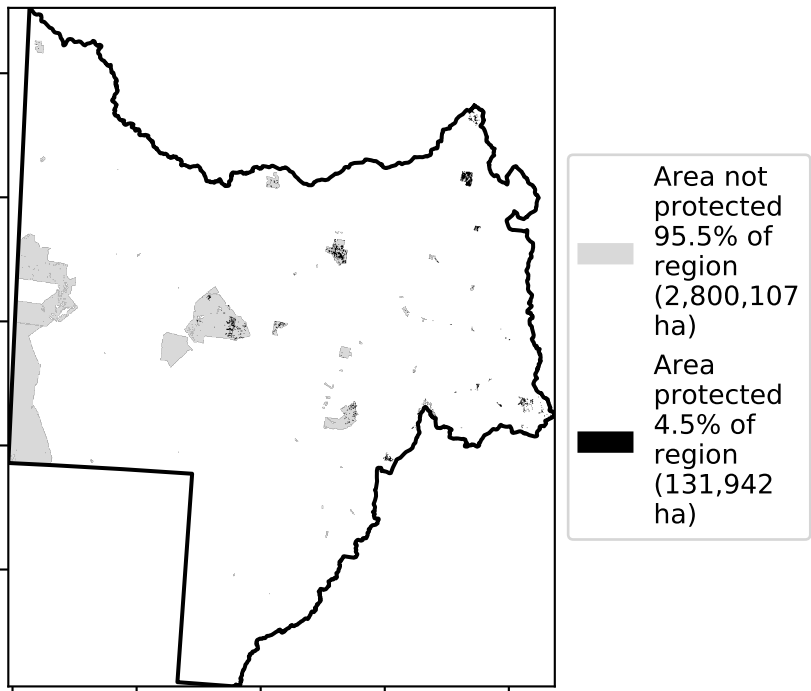 Area not
protected
95.5% of
region
(2,800,107
ha)
Area
protected
4.5% of
region
(131,942
ha)